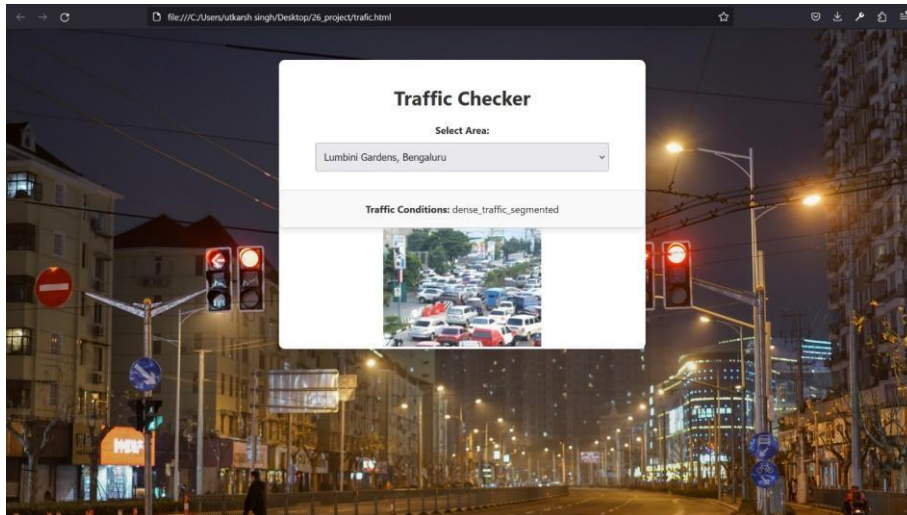 file:///C:/Users/utkarsh singh/Desktop/26_project/trafic.html
Traffic Checker
Select Area:
Lumbini Gardens, Bengaluru
Traffic Conditions: dense_traffic_segmented